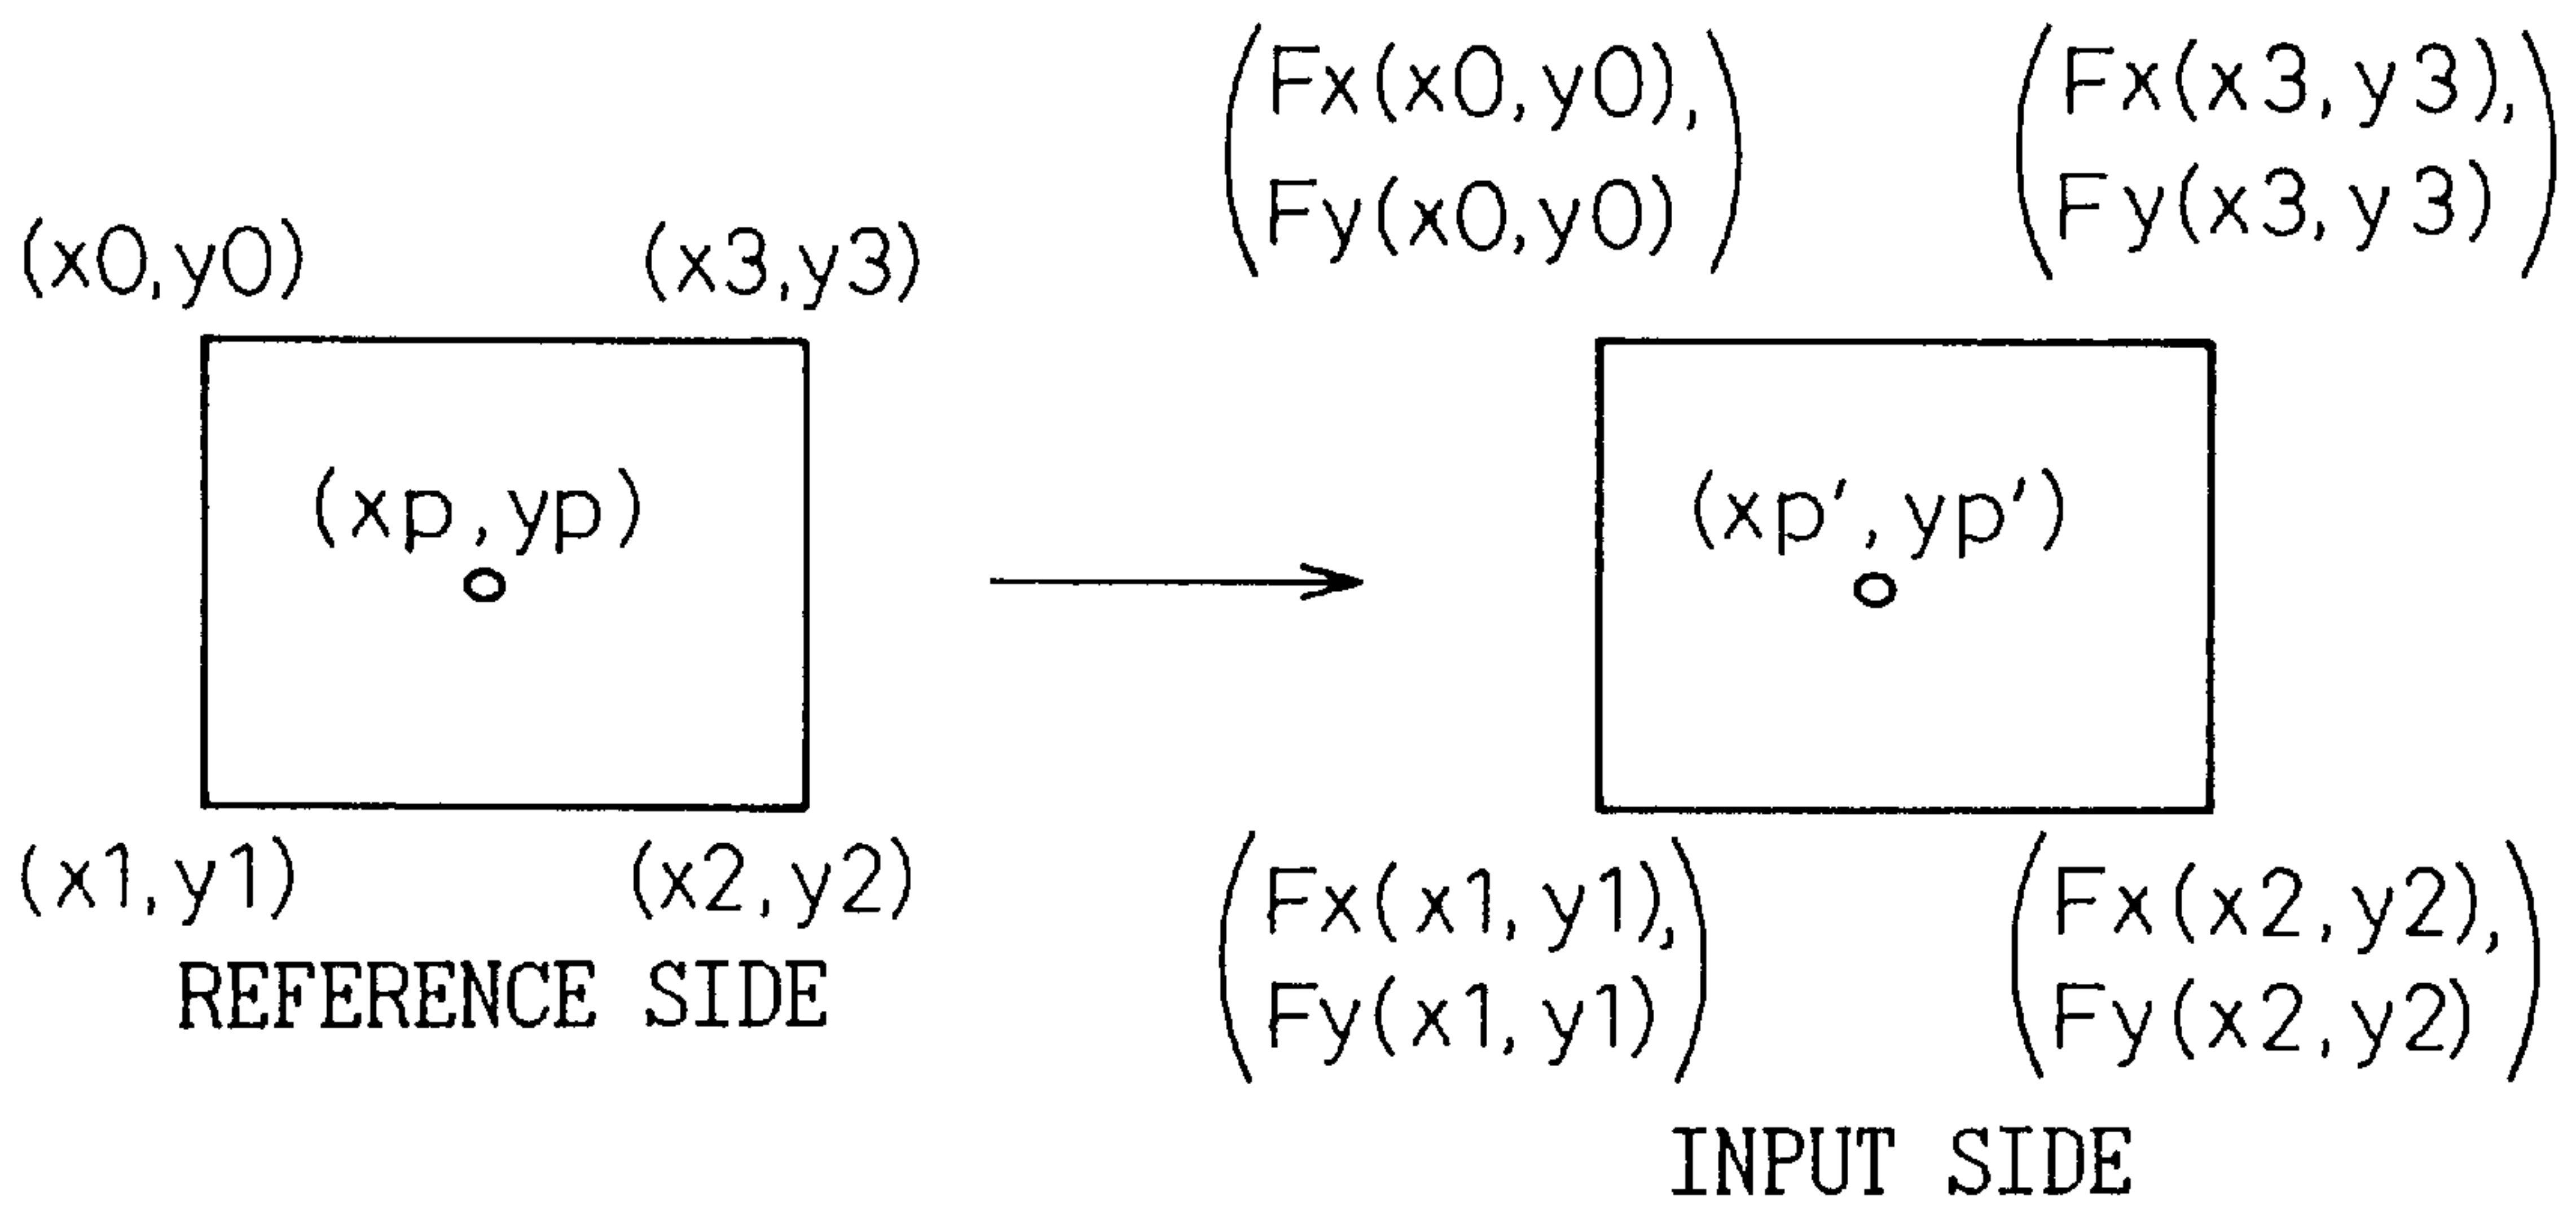 (x0,y0)
(x3,y3)
(xp,yp)
(x1,y1)
(x2,y2)
REFERENCE SIDE
(Fx(x0,y0),
Fy(x0,y0))
(Fx(x3,y3),
Fy(x3,y3))
(xp′,yp′)
(Fx(x1,y1),
Fy(x1,y1))
(Fx(x2,y2),
Fy(x2,y2))
INPUT SIDE